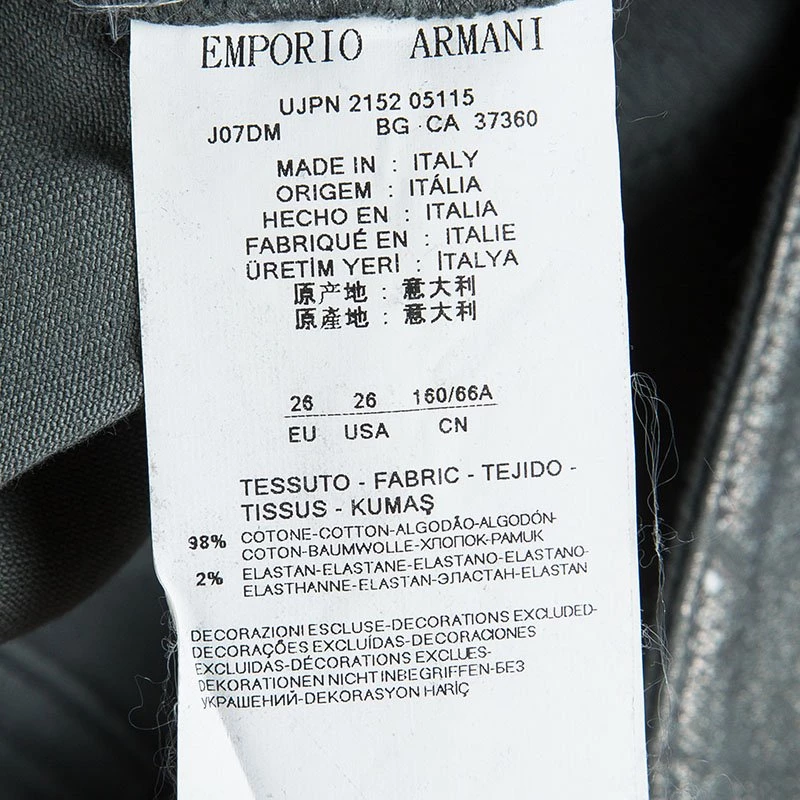 EMPORIO ARMANI
UJPN 2152 05115
J07DM BG CA 37360
MADE IN : ITALY
ORIGEM : ITÁLIA
HECHO EN : ITALIA
FABRIQUÉ EN : ITALIE
ÜRETİM YERİ : İTALYA
原产地 : 意大利
原產地 : 意大利
26 26 160/66A
EU USA CN
TESSUTO - FABRIC - TEJIDO -
TISSUS - KUMAŞ
98% COTONE-COTTON-ALGODÃO-ALGODÓN-
COTON-BAUMWOLLE-ХЛОПОК-PAMUK
2% ELASTAN-ELASTANE-ELASTANO-ELASTANO-
ELASTHANNE-ELASTAN-ЭЛАСТАН-ELASTAN
DECORAZIONI ESCLUSE-DECORATIONS EXCLUDED-
DECORAÇÕES EXCLUÍDAS-DECORACIONES
EXCLUIDAS-DÉCORATIONS EXCLUES-
DEKORATIONEN NICHT INBEGRIFFEN-БЕЗ
УКРАШЕНИЙ-DEKORASYON HARİÇ